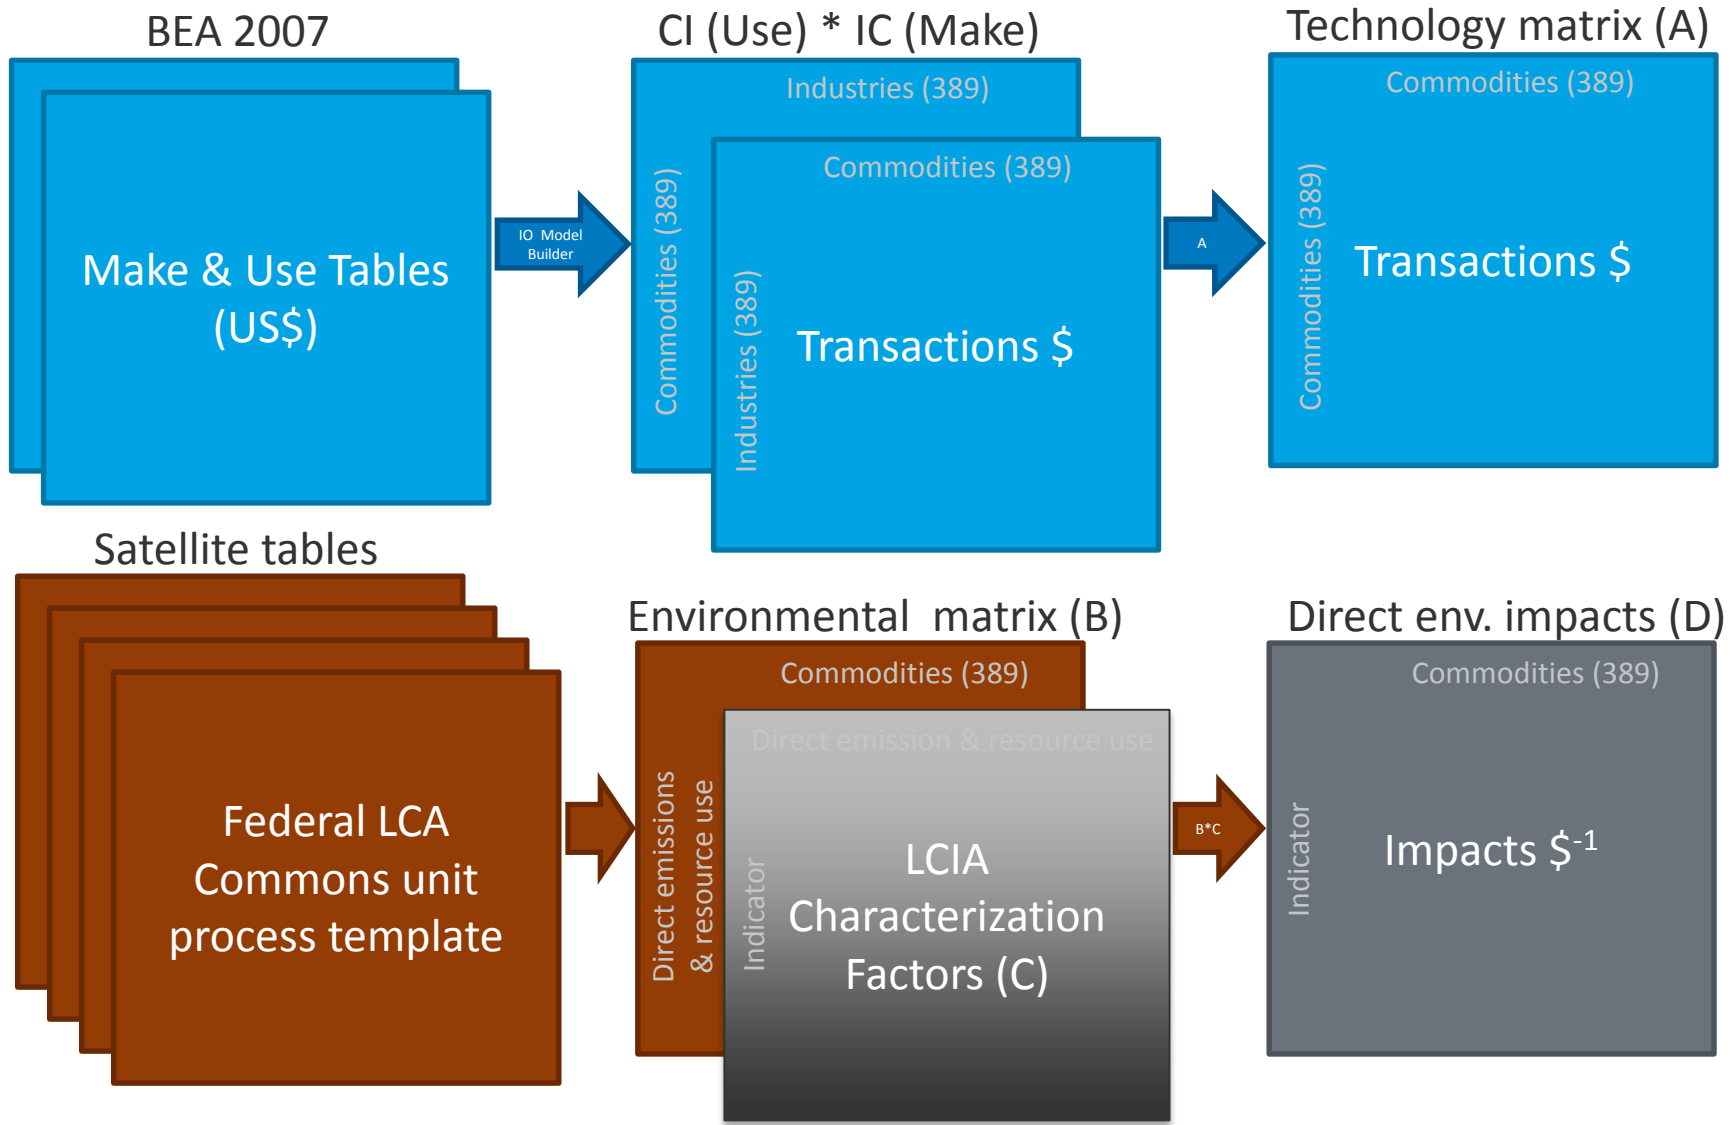 BEA 2007
Make & Use Tables
(US$)
IO Model
Builder
CI (Use) * IC (Make)
Industries (389)
Commodities (389)
Commodities (389)
Industries (389)
Transactions $
A
Technology matrix (A)
Commodities (389)
Commodities (389)
Transactions $
Satellite tables
Federal LCA
Commons unit
process template
Environmental matrix (B)
Commodities (389)
Direct emissions
& resource use
Direct emission & resource use
Indicator
LCIA
Characterization
Factors (C)
B*C
Direct env. impacts (D)
Commodities (389)
Indicator
Impacts $-1